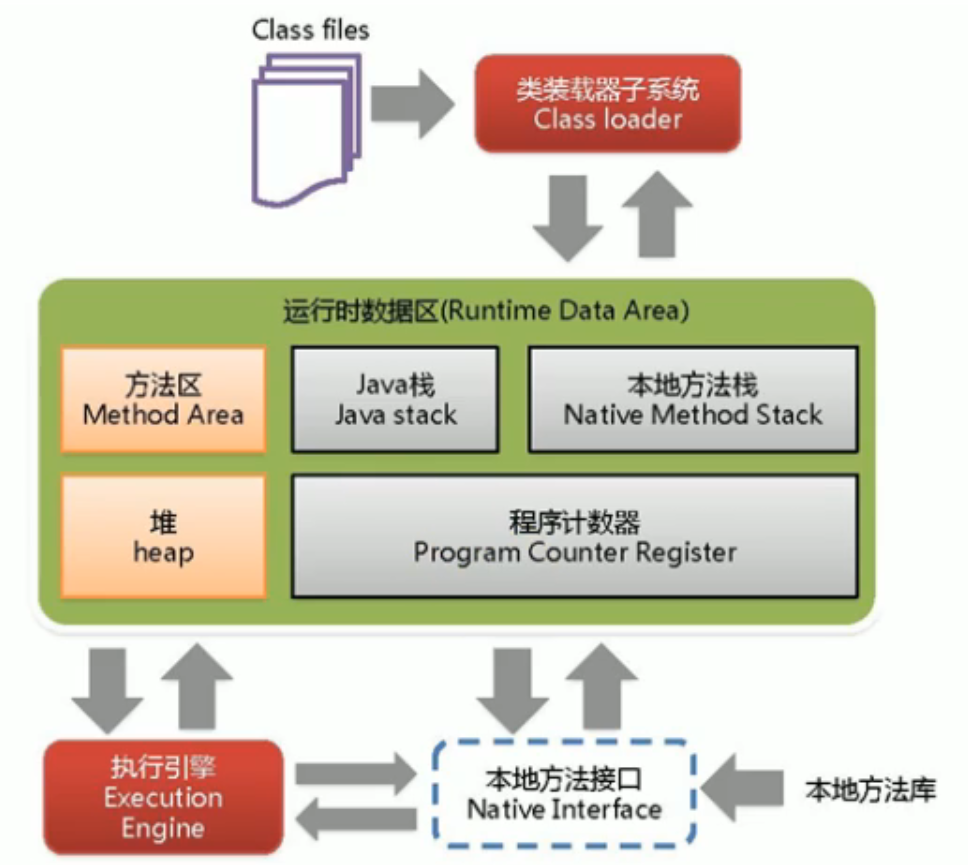 Class files
类装载器子系统
Class loader
运行时数据区(Runtime Data Area)
方法区
Method Area
Java栈
Java stack
本地方法栈
Native Method Stack
堆
heap
程序计数器
Program Counter Register
执行引擎
Execution
Engine
本地方法接口
Native Interface
本地方法库